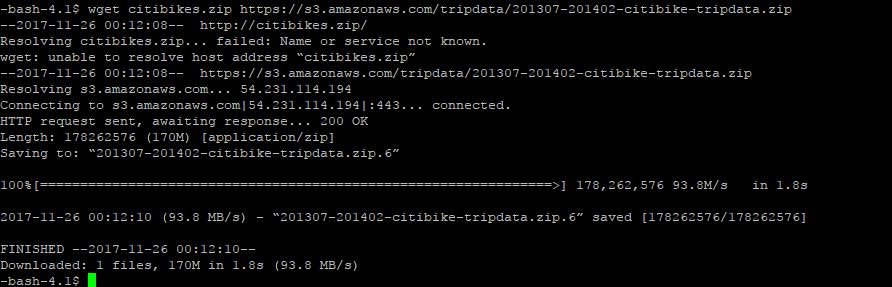 -bash-4.1$ wget citibikes.zip https://s3.amazonaws.com/tripdata/201307-201402-citibike-tripdata.zip
--2017-11-26 00:12:08--  http://citibikes.zip/
Resolving citibikes.zip... failed: Name or service not known.
wget: unable to resolve host address “citibikes.zip”
--2017-11-26 00:12:08--  https://s3.amazonaws.com/tripdata/201307-201402-citibike-tripdata.zip
Resolving s3.amazonaws.com... 54.231.114.194
Connecting to s3.amazonaws.com|54.231.114.194|:443... connected.
HTTP request sent, awaiting response... 200 OK
Length: 178262576 (170M) [application/zip]
Saving to: “201307-201402-citibike-tripdata.zip.6”
100%[=================================================================>] 178,262,576 93.8M/s   in 1.8s
2017-11-26 00:12:10 (93.8 MB/s) - “201307-201402-citibike-tripdata.zip.6” saved [178262576/178262576]
FINISHED --2017-11-26 00:12:10--
Downloaded: 1 files, 170M in 1.8s (93.8 MB/s)
-bash-4.1$